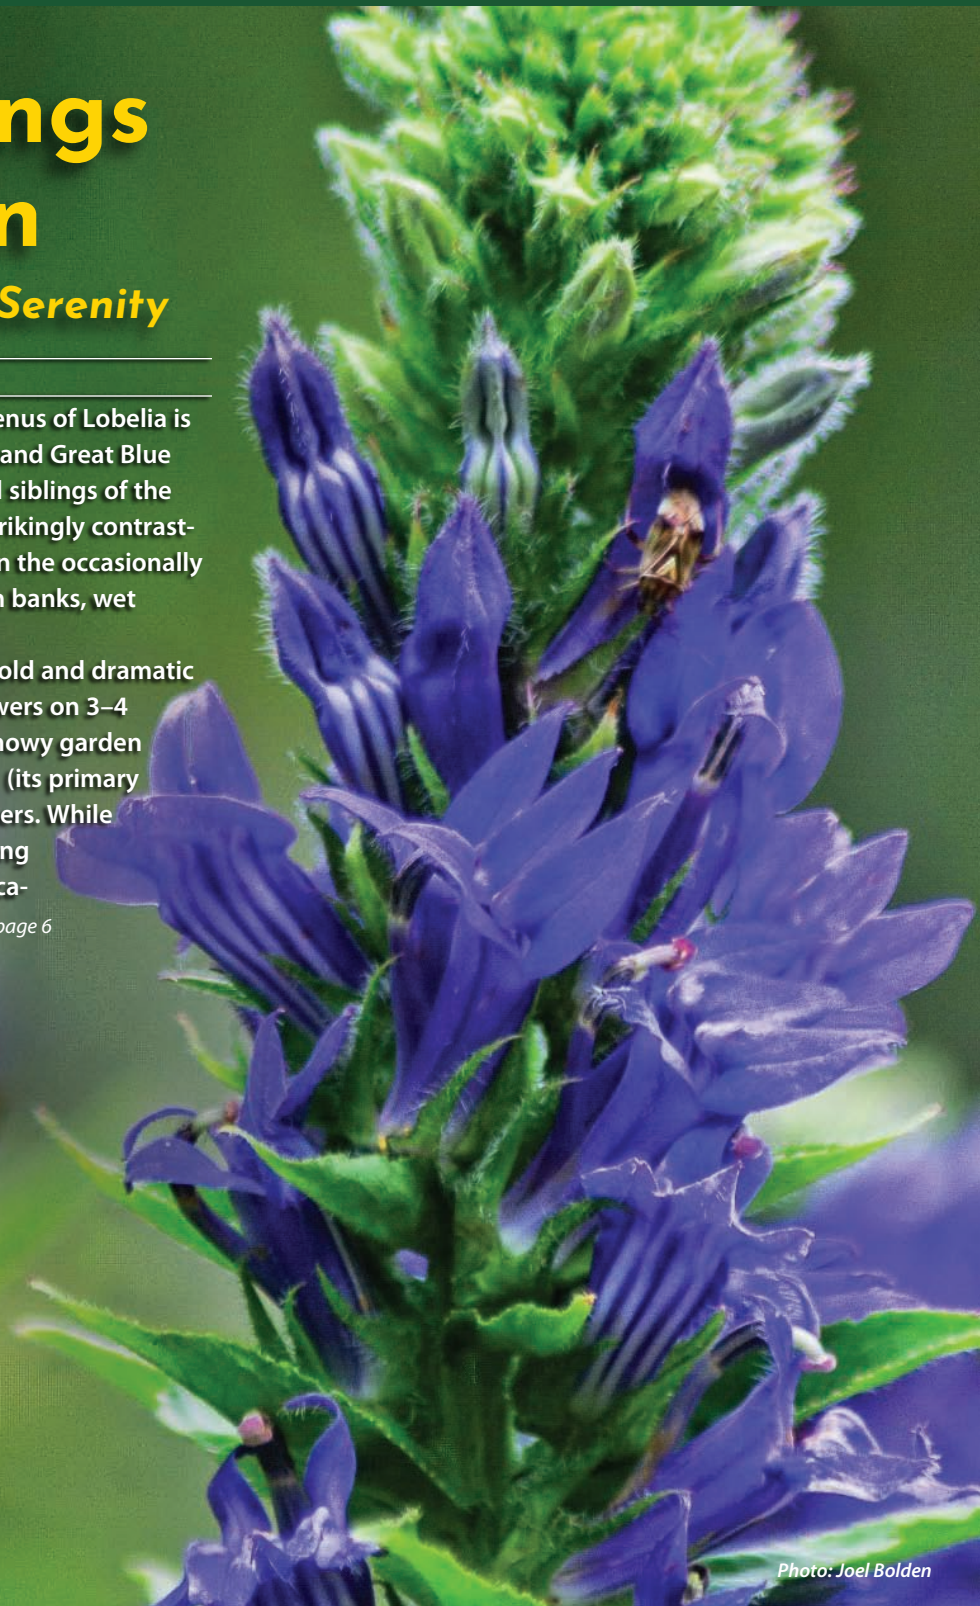 ngs
n
Serenity
enus of Lobelia is
and Great Blue
siblings of the
rikingly contrast-
n the occasionally
banks, wet
old and dramatic
wers on 3–4
howy garden
(its primary
ers. While
ng
ca-
page 6
Photo: Joel Bolden